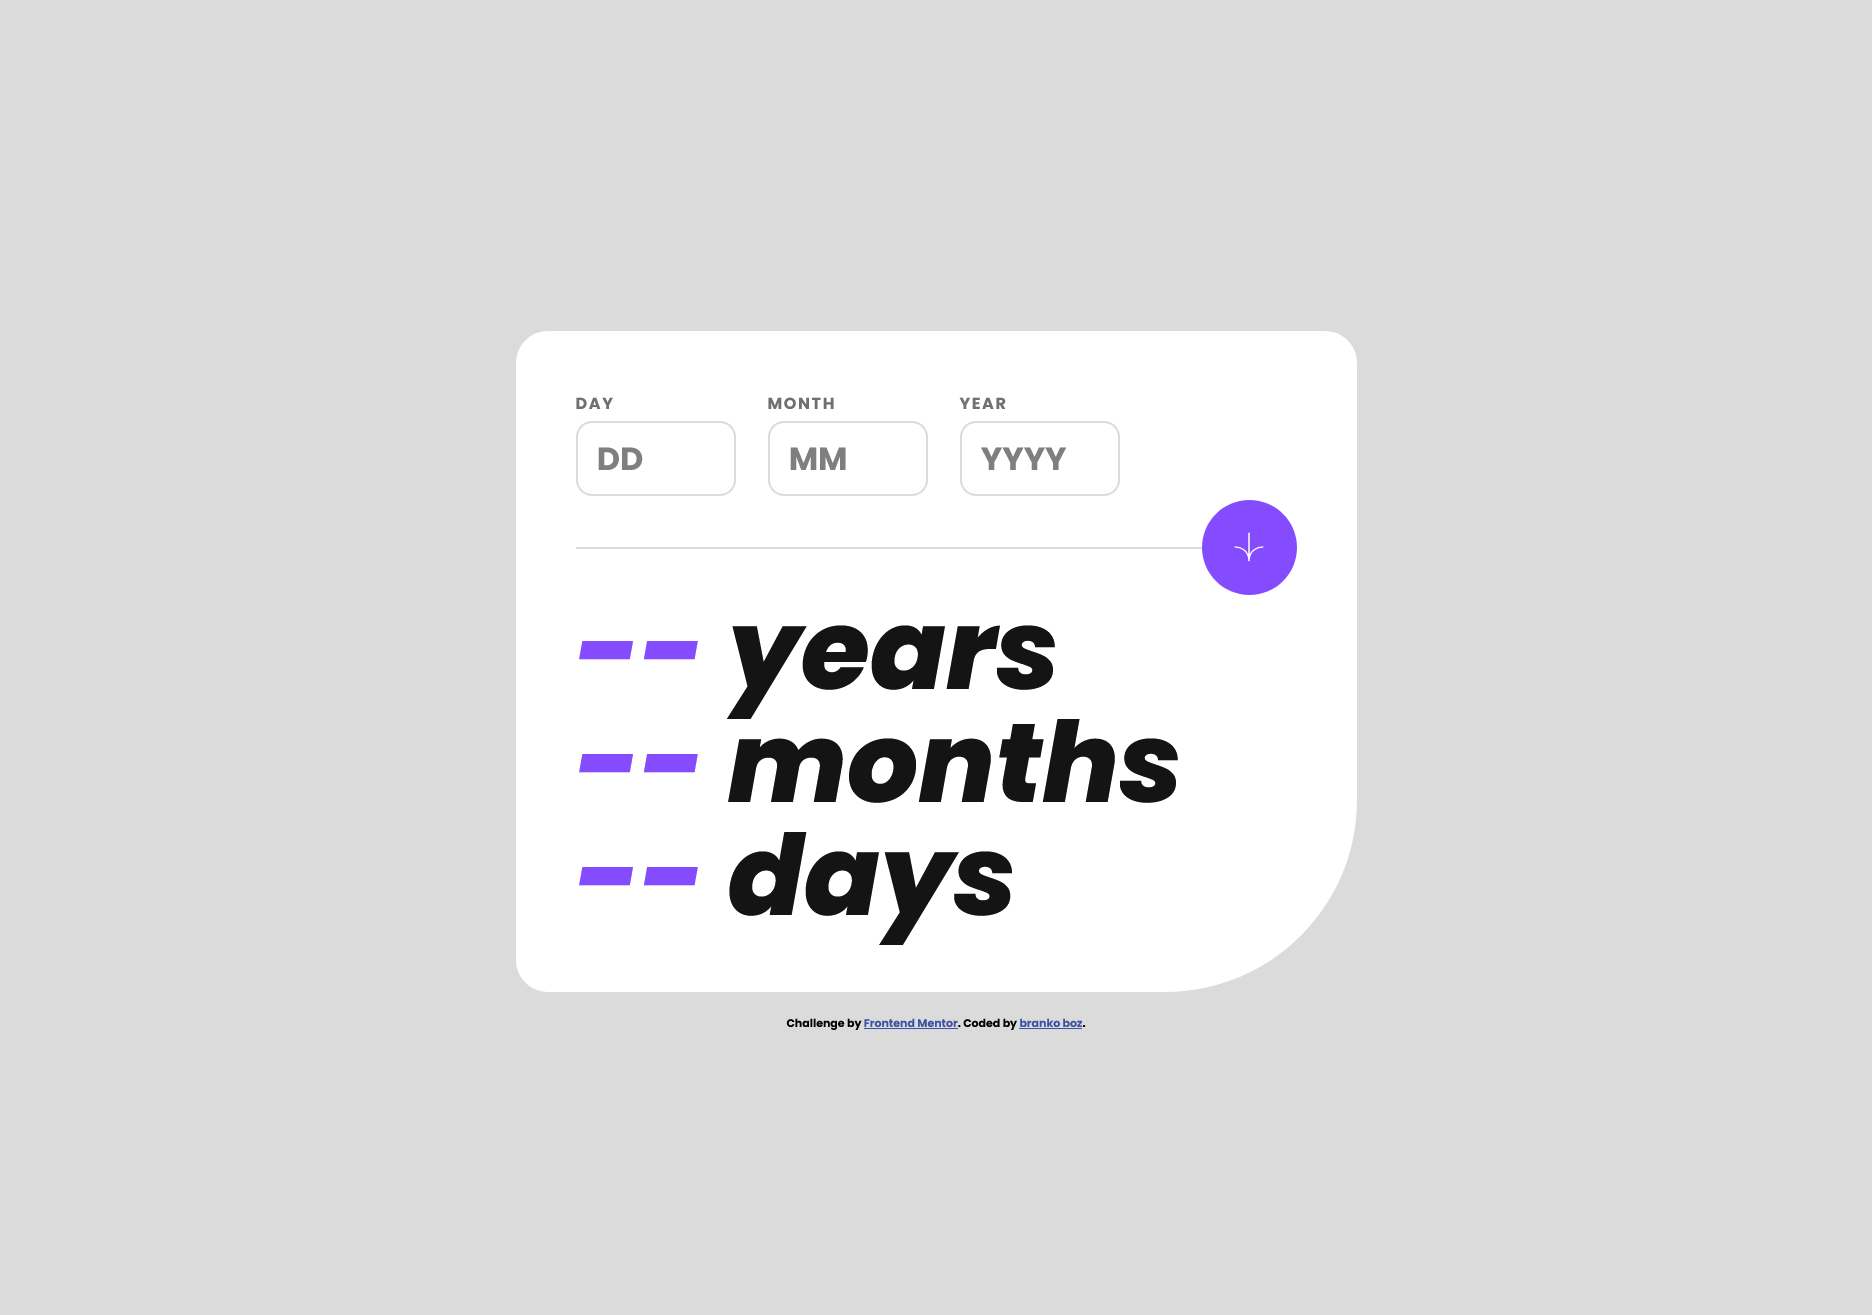 DAY MONTH YEAR
DD MM YYYY
-- years
-- months
-- days
Challenge by Frontend Mentor. Coded by branko boz.